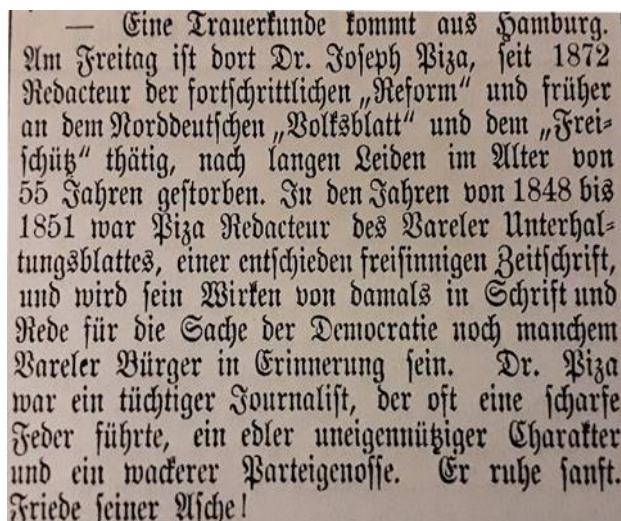 — Eine Trauerkunde kommt aus Hamburg.
Am Freitag ist dort Dr. Joseph Piza, seit 1872
Redacteur der fortschrittlichen „Reform“ und früher
an dem Norddeutschen „Volksblatt“ und dem „Frei-
schütz“ thätig, nach langen Leiden im Alter von
55 Jahren gestorben. In den Jahren von 1848 bis
1851 war Piza Redacteur des Vareler Unterhal-
tungsblattes, einer entschieden freisinnigen Zeitschrift,
und wird sein Wirken von damals in Schrift und
Rede für die Sache der Democratie noch manchem
Vareler Bürger in Erinnerung sein. Dr. Piza
war ein tüchtiger Journalist, der oft eine scharfe
Feder führte, ein edler uneigennütziger Charakter
und ein wackerer Parteigenosse. Er ruhe sanft.
Friede seiner Asche!